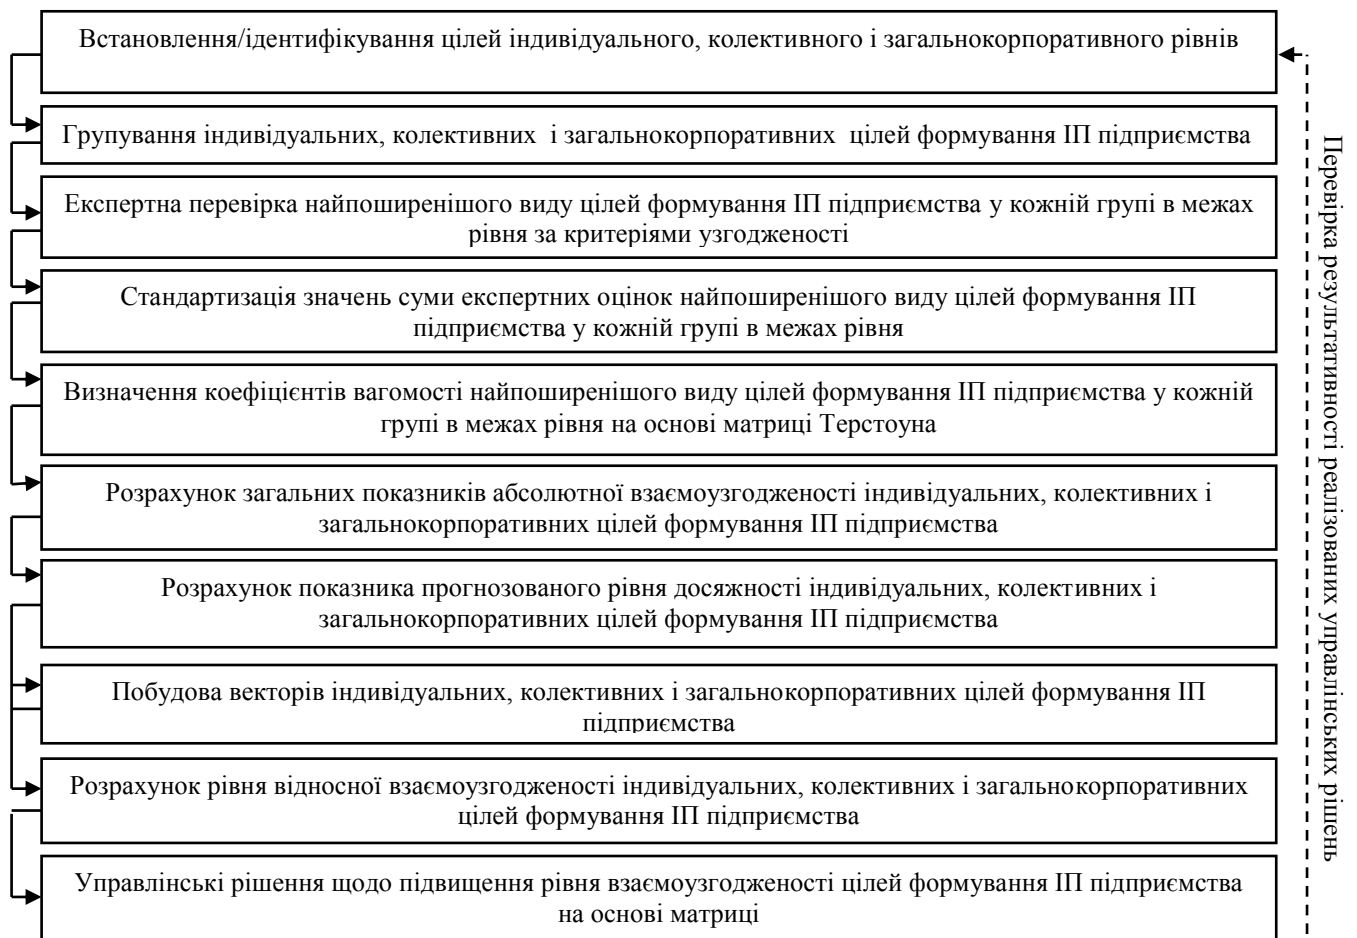 Встановлення/ідентифікування цілей індивідуального, колективного і загальнокорпоративного рівнів
Групування індивідуальних, колективних і загальнокорпоративних цілей формування ІП підприємства
Експертна перевірка найпоширенішого виду цілей формування ІП підприємства у кожній групі в межах
рівня за критеріями узгодженості
Стандартизація значень суми експертних оцінок найпоширенішого виду цілей формування ІП
підприємства у кожній групі в межах рівня
Визначення коефіцієнтів вагомості найпоширенішого виду цілей формування ІП підприємства у кожній
групі в межах рівня на основі матриці Терстоуна
Розрахунок загальних показників абсолютної взаємоузгодженості індивідуальних, колективних і
загальнокорпоративних цілей формування ІП підприємства
Розрахунок показника прогнозованого рівня досяжності індивідуальних, колективних і
загальнокорпоративних цілей формування ІП підприємства
Побудова векторів індивідуальних, колективних і загальнокорпоративних цілей формування ІП
підприємства
Розрахунок рівня відносної взаємоузгодженості індивідуальних, колективних і загальнокорпоративних
цілей формування ІП підприємства
Управлінські рішення щодо підвищення рівня взаємоузгодженості цілей формування ІП підприємства
на основі матриці
Перевірка результативності реалізованих управлінських рішень